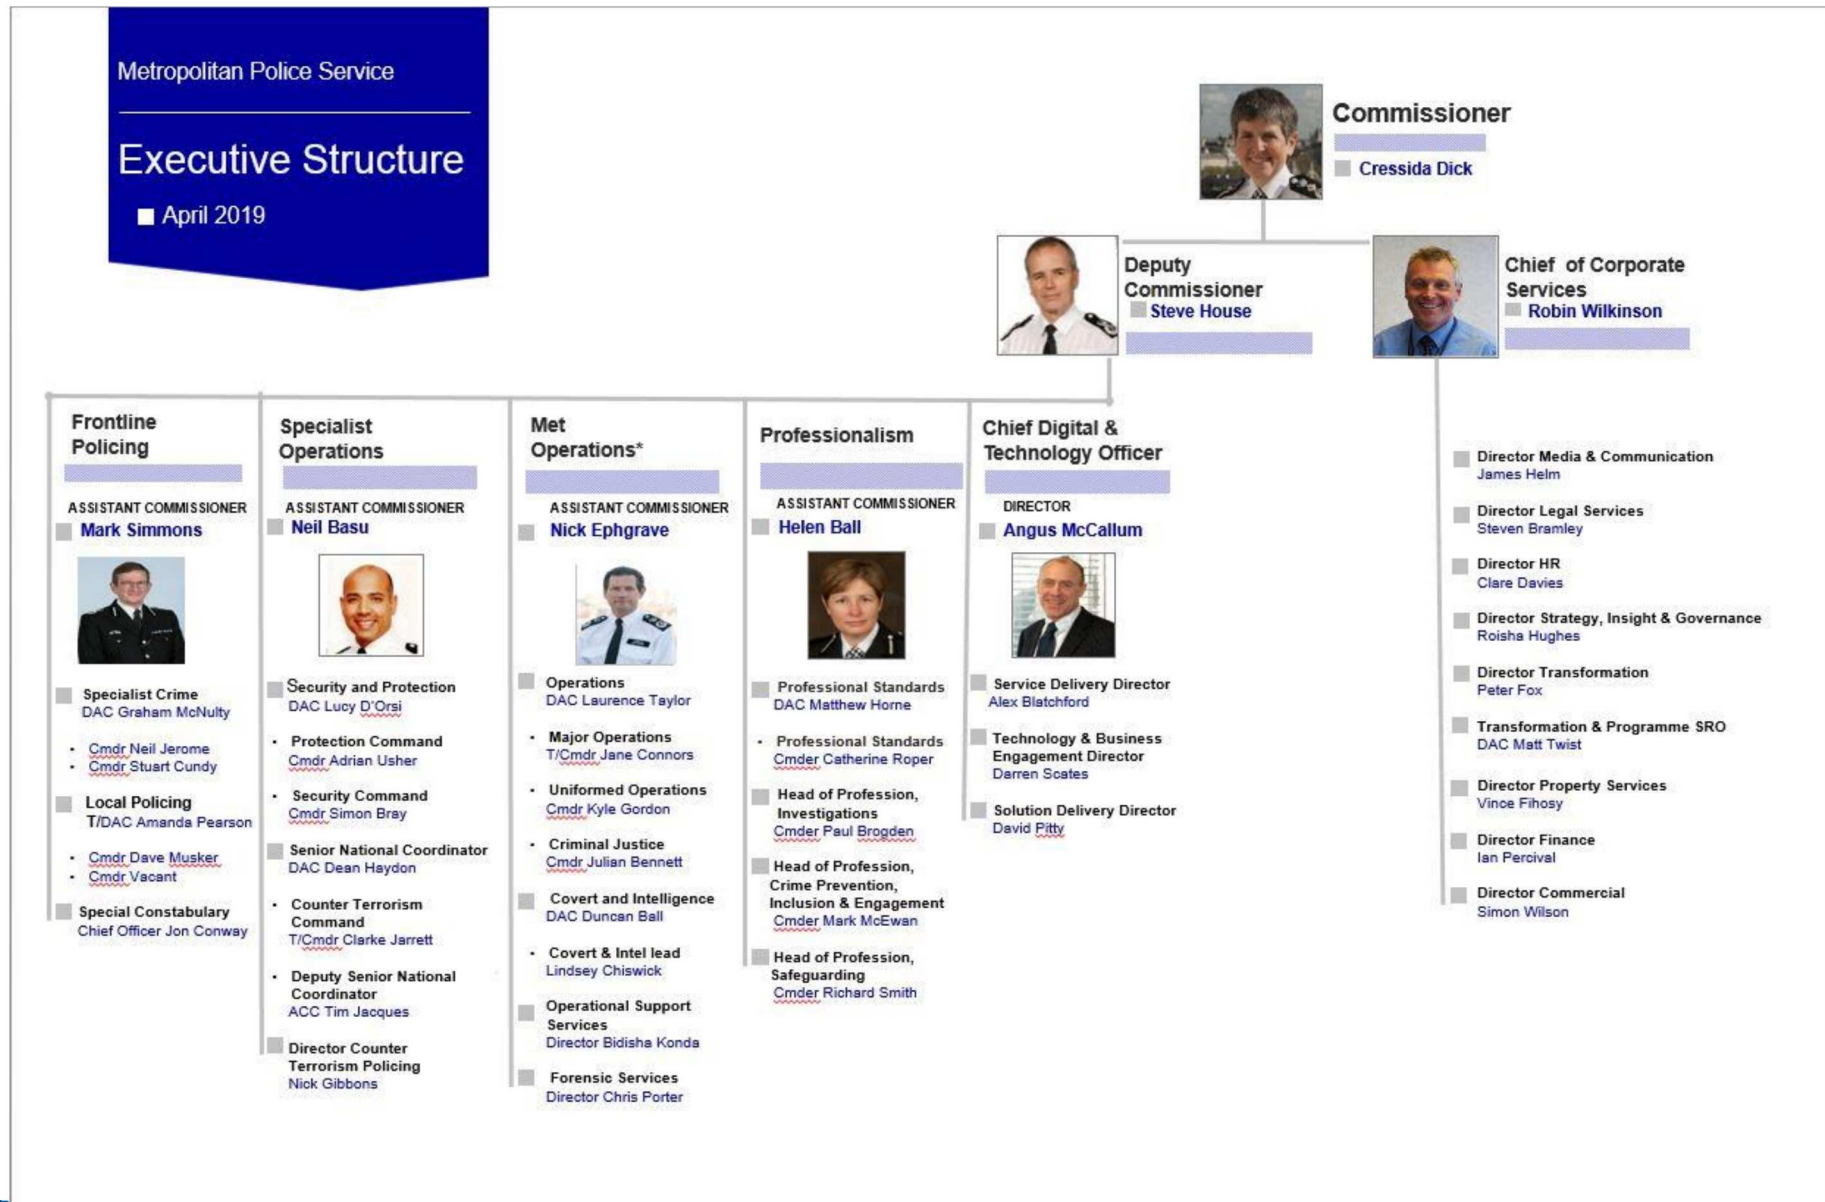 Metropolitan Police Service
Executive Structure
April 2019
Commissioner
Cressida Dick
Deputy
Commissioner
Steve House
Chief of Corporate
Services
Robin Wilkinson
Frontline
Policing
ASSISTANT COMMISSIONER
Mark Simmons
Specialist Crime
DAC Graham McNulty
• Cmdr Neil Jerome
• Cmdr Stuart Cundy
Local Policing
T/DAC Amanda Pearson
• Cmdr Dave Musker
• Cmdr Vacant
Special Constabulary
Chief Officer Jon Conway
Specialist
Operations
ASSISTANT COMMISSIONER
Neil Basu
Security and Protection
DAC Lucy D'Orsi
• Protection Command
Cmdr Adrian Usher
• Security Command
Cmdr Simon Bray
Senior National Coordinator
DAC Dean Haydon
• Counter Terrorism
Command
T/Cmdr Clarke Jarrett
• Deputy Senior National
Coordinator
ACC Tim Jacques
Director Counter
Terrorism Policing
Nick Gibbons
Met
Operations*
ASSISTANT COMMISSIONER
Nick Ephgrave
Operations
DAC Laurence Taylor
• Major Operations
T/Cmdr Jane Connors
• Uniformed Operations
Cmdr Kyle Gordon
• Criminal Justice
Cmdr Julian Bennett
Covert and Intelligence
DAC Duncan Ball
• Covert & Intel lead
Lindsey Chiswick
Operational Support
Services
Director Bidisha Konda
Forensic Services
Director Chris Porter
Professionalism
ASSISTANT COMMISSIONER
Helen Ball
Professional Standards
DAC Matthew Horne
• Professional Standards
Cmder Catherine Roper
Head of Profession,
Investigations
Cmder Paul Brogden
Head of Profession,
Crime Prevention,
Inclusion & Engagement
Cmder Mark McEwan
Head of Profession,
Safeguarding
Cmder Richard Smith
Chief Digital &
Technology Officer
DIRECTOR
Angus McCallum
Service Delivery Director
Alex Blatchford
Technology & Business
Engagement Director
Darren Scates
Solution Delivery Director
David Pitty
Director Media & Communication
James Helm
Director Legal Services
Steven Bramley
Director HR
Clare Davies
Director Strategy, Insight & Governance
Roisha Hughes
Director Transformation
Peter Fox
Transformation & Programme SRO
DAC Matt Twist
Director Property Services
Vince Fihosy
Director Finance
Ian Percival
Director Commercial
Simon Wilson